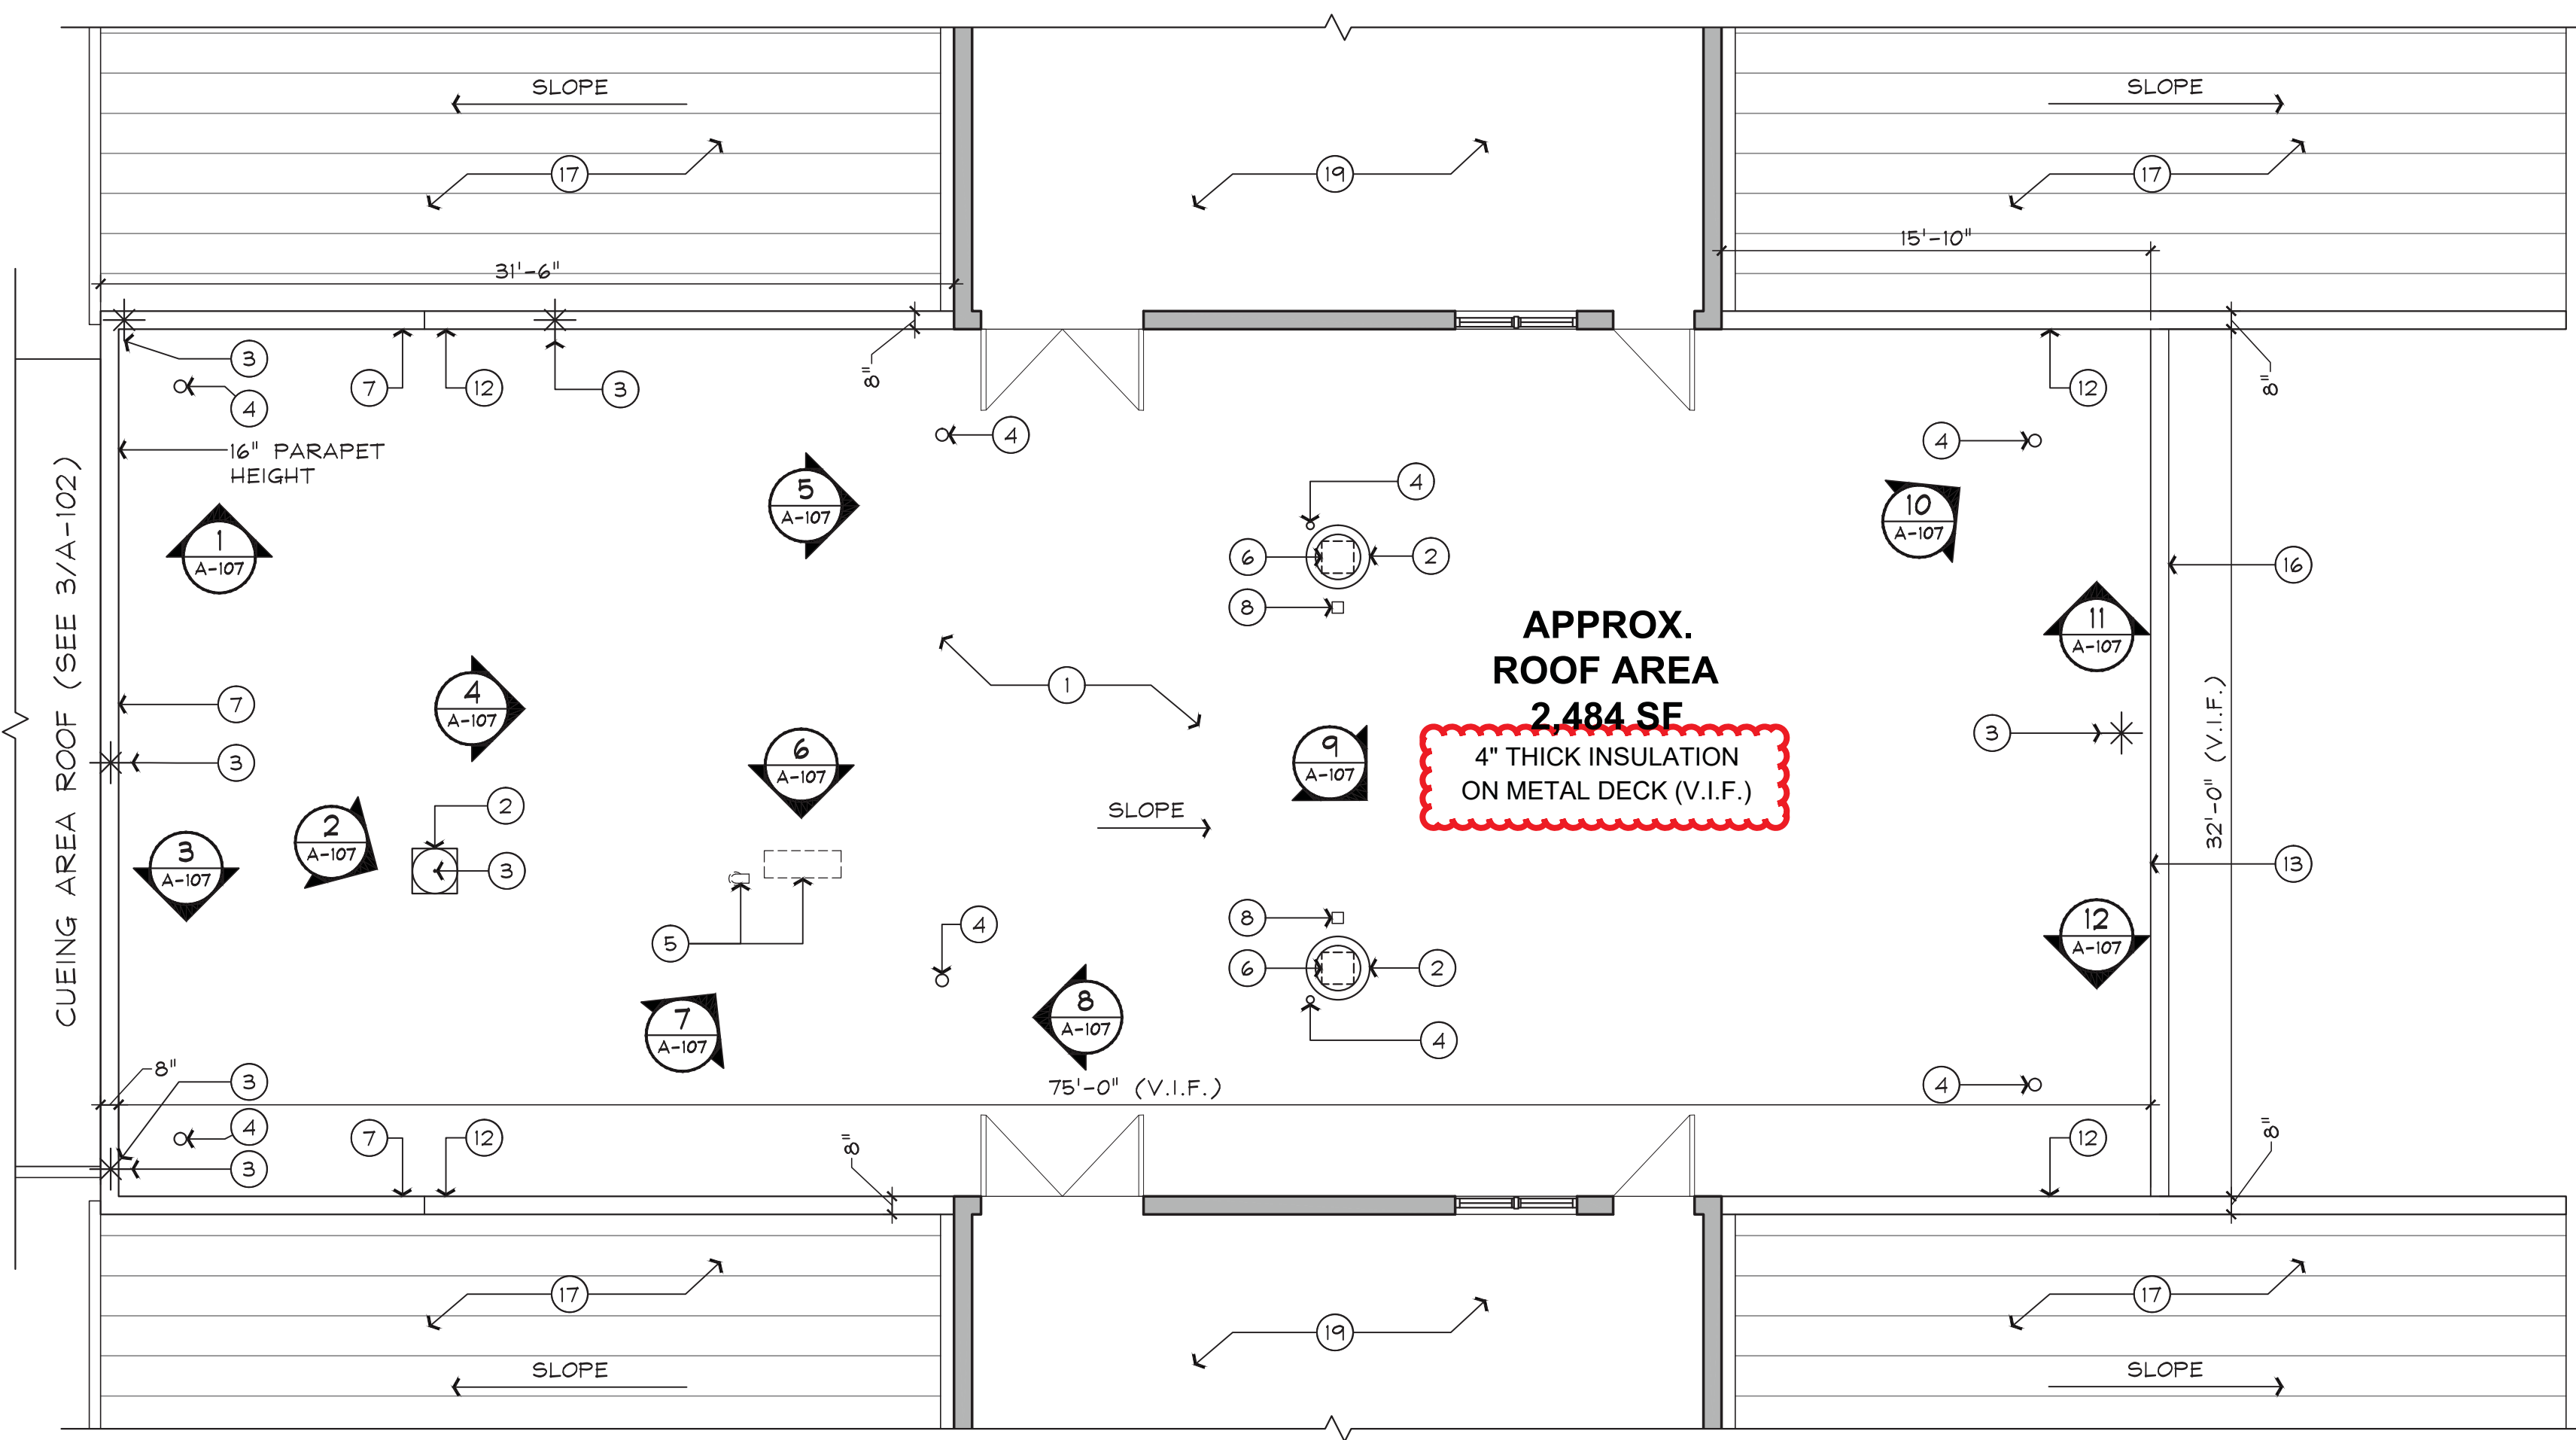 SLOPE
SLOPE
17
19
17
15'-10"
31'-6"
3
7
12
3
8"
12
8"
4
4
4
16" PARAPET
HEIGHT
4
5
A-107
10
A-107
1
A-107
6
2
16
8
APPROX.
ROOF AREA
2,484 SF
11
A-107
CUEING AREA ROOF (SEE 3/A-102)
7
4
A-107
1
3
3
6
A-107
9
A-107
4" THICK INSULATION
ON METAL DECK (V.I.F.)
32'-0" (V.I.F.)
2
SLOPE
2
A-107
3
A-107
3
13
8
4
5
12
A-107
6
2
7
A-107
8
A-107
4
8"
3
75'-0" (V.I.F.)
4
4
7
12
8"
12
8"
3
17
19
17
SLOPE
SLOPE